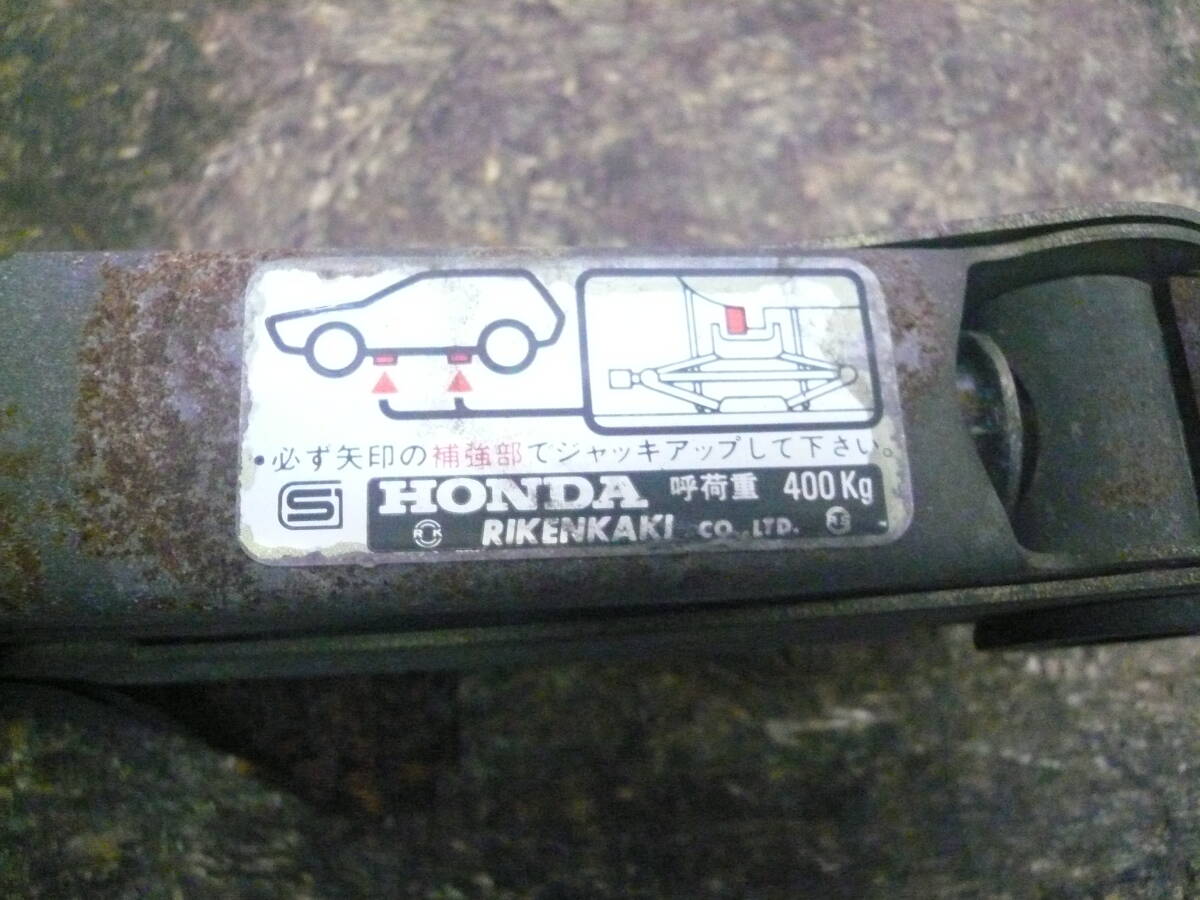 •必ず矢印の補強部でジャッキアップして下さい。
S HONDA 呼荷重 400Kg
RK RIKENKAKI CO.,LTD.